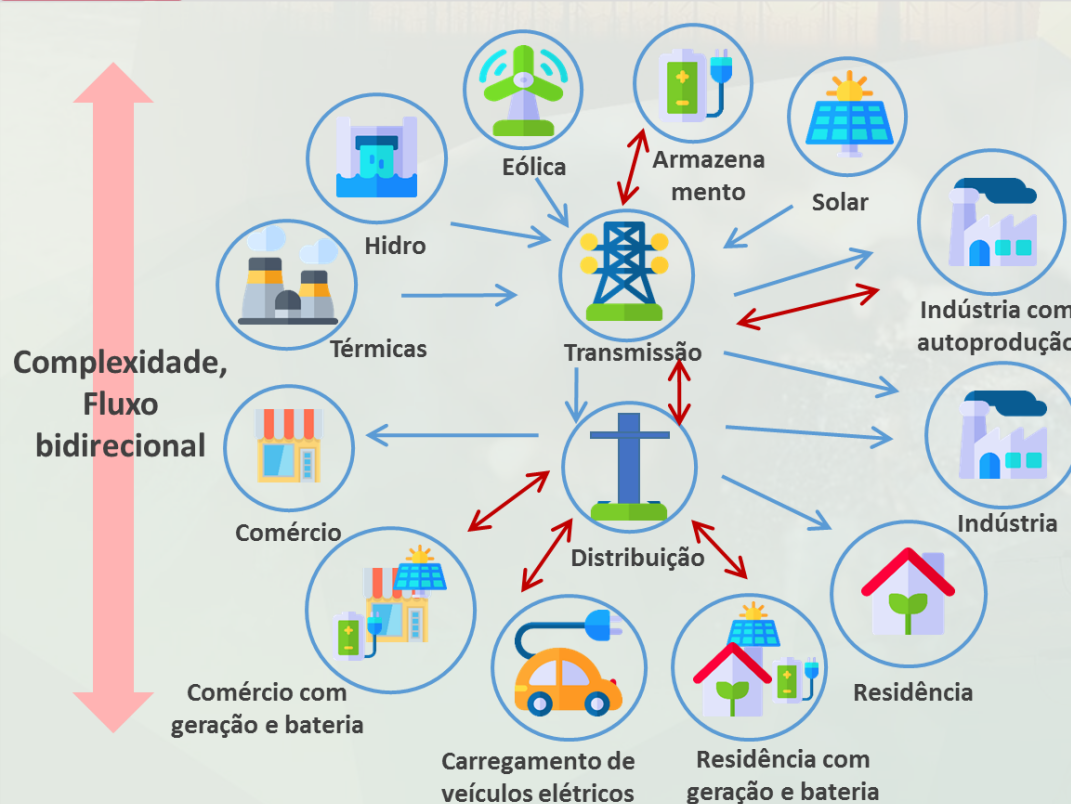 Eólica
Armazena
mento
Solar
Hidro
Indústria com
autoprodução
Térmicas
Transmissão
Complexidade,
Fluxo
bidirecional
Comércio
Indústria
Distribuição
Comércio com
geração e bateria
Residência
Carregamento de
veículos elétricos
Residência com
geração e bateria